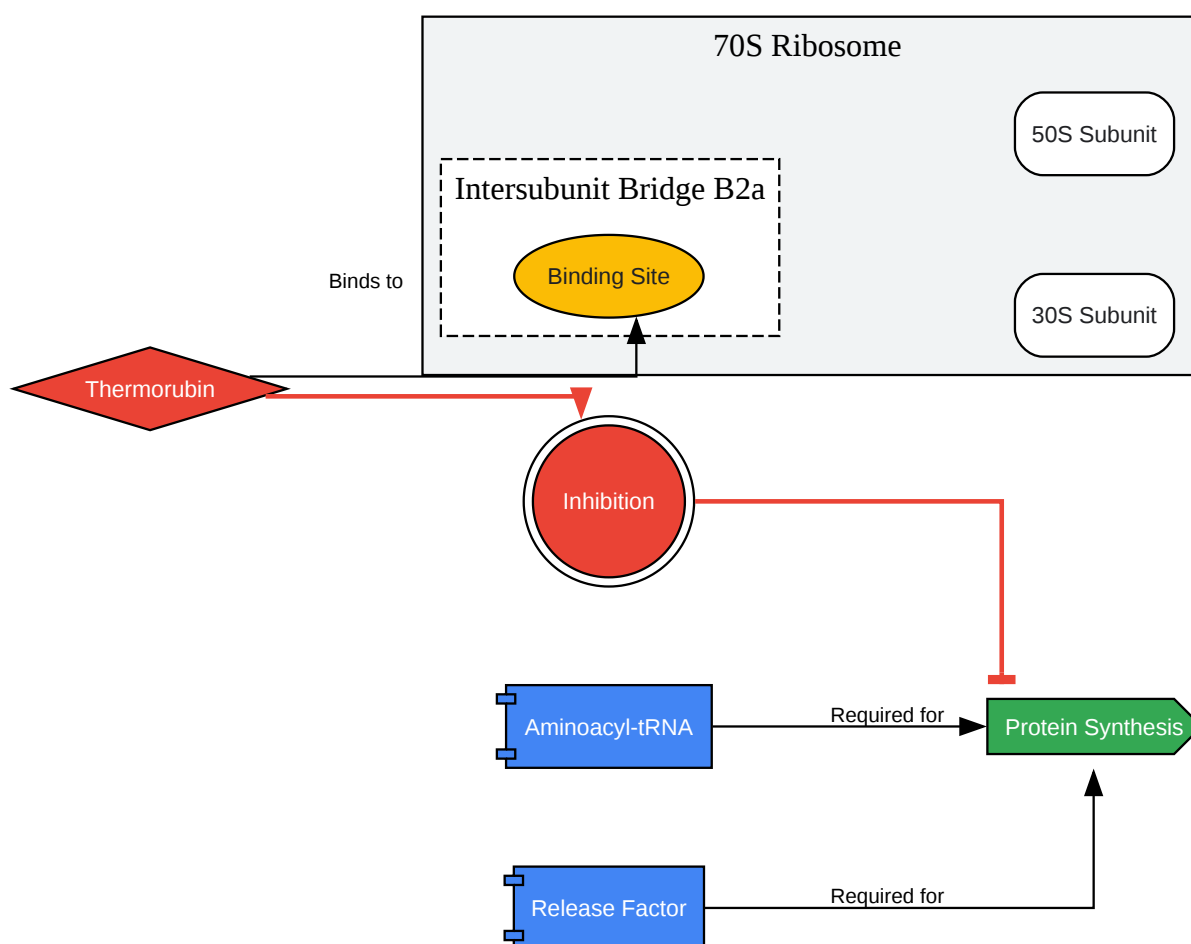 70S Ribosome
50S Subunit
Intersubunit Bridge B2a
Binding Site
Binds to
30S Subunit
Thermorubin
Inhibition
Aminoacyl-tRNA
Required for
Protein Synthesis
Release Factor
Required for